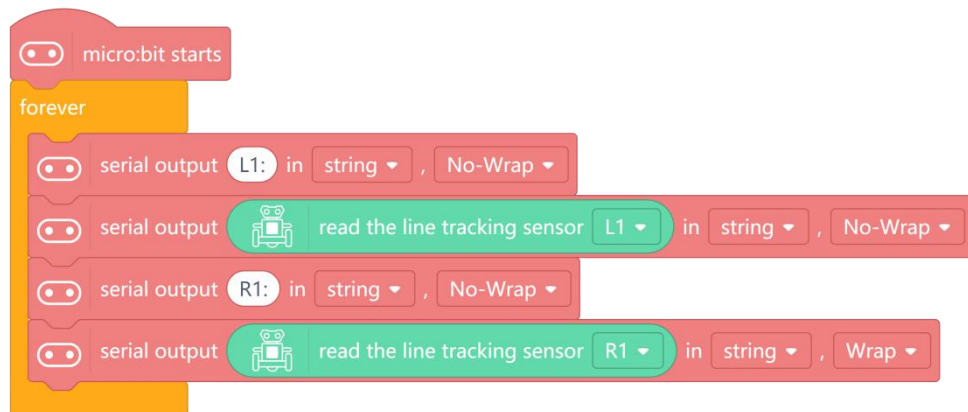 micro:bit starts
forever
serial output L1: in string , No-Wrap
serial output read the line tracking sensor L1 in string , No-Wrap
serial output R1: in string , No-Wrap
serial output read the line tracking sensor R1 in string , Wrap